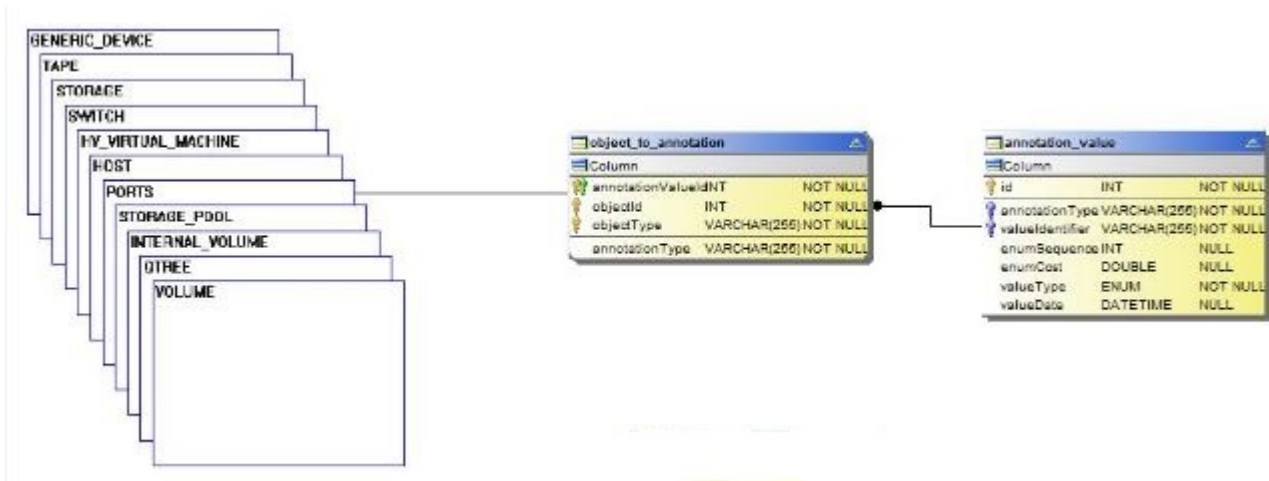 GENERIC_DEVICE
TAPE
STORAGE
SWITCH
HV_VIRTUAL_MACHINE
HOST
PORTS
STORAGE_POOL
INTERNAL_VOLUME
QTREE
VOLUME
object_to_annotation
Column
annotationValueId INT NOT NULL
objectId INT NOT NULL
objectType VARCHAR(255) NOT NULL
annotationType VARCHAR(255) NOT NULL
annotation_value
Column
id INT NOT NULL
annotationType VARCHAR(255) NOT NULL
valueIdentifier VARCHAR(255) NOT NULL
enumSequence INT NULL
enumCost DOUBLE NULL
valueType ENUM NOT NULL
valueDate DATETIME NULL